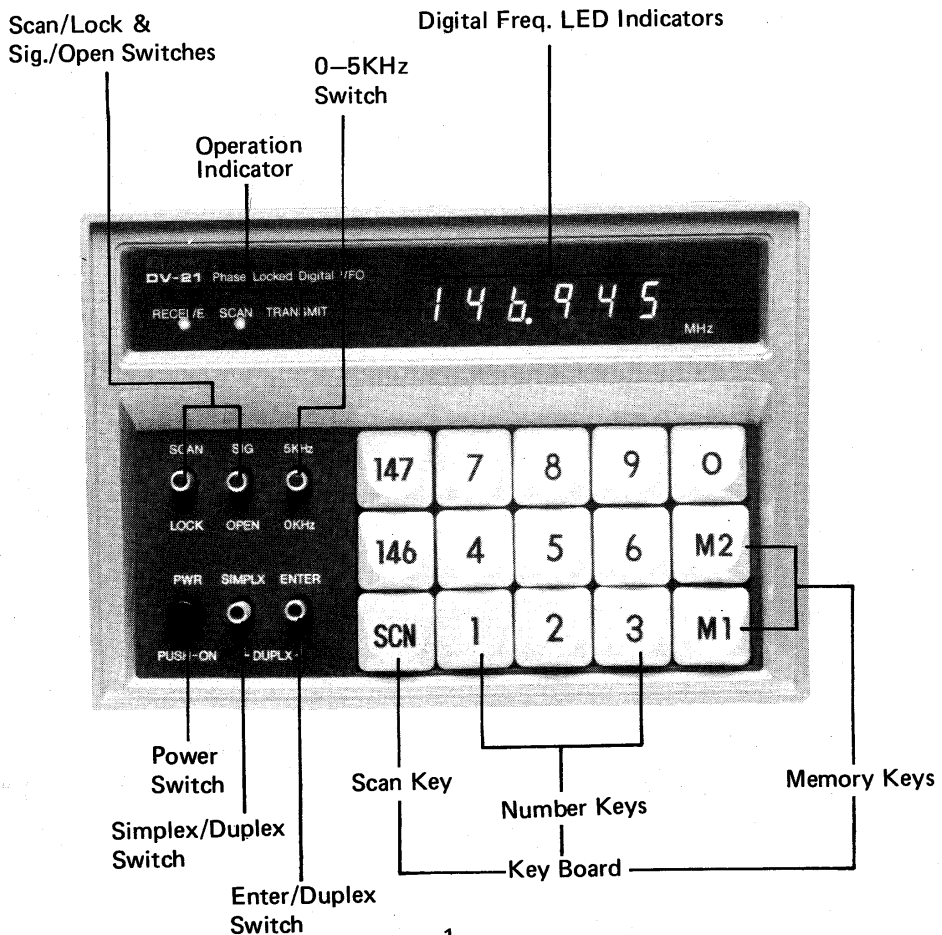 Scan/Lock &
Sig./Open Switches
Digital Freq. LED Indicators
0–5KHz
Switch
Operation
Indicator
DV-21 Phase Locked Digital VFO
RECEIVE SCAN TRANSMIT
146.945
MHz
SCAN SIG 5KHz
LOCK OPEN 0KHz
PWR SIMPLX ENTER
PUSH-ON - DUPLX -
147 7 8 9 0
146 4 5 6 M2
SCN 1 2 3 M1
Power
Switch
Scan Key
Number Keys
Memory Keys
Simplex/Duplex
Switch
Key Board
Enter/Duplex
Switch
1